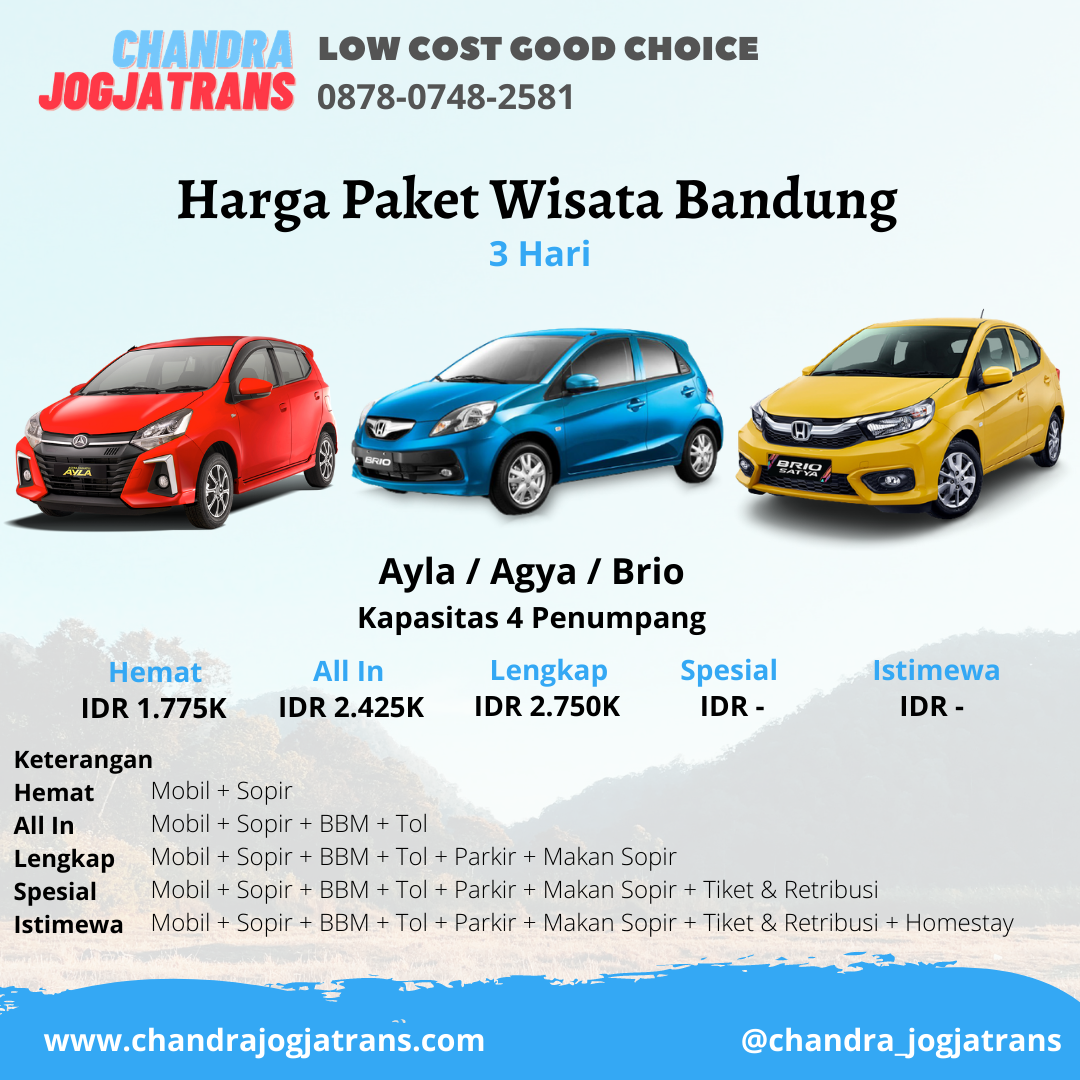 CHANDRA
JOGJATRANS
LOW COST GOOD CHOICE
0878-0748-2581
Harga Paket Wisata Bandung
3 Hari
AYLA
BRIO
BRIO
SATYA
Ayla / Agya / Brio
Kapasitas 4 Penumpang
Hemat All In Lengkap Spesial Istimewa
IDR 1.775K IDR 2.425K IDR 2.750K IDR - IDR -
Keterangan
Hemat Mobil + Sopir
All In Mobil + Sopir + BBM + Tol
Lengkap Mobil + Sopir + BBM + Tol + Parkir + Makan Sopir
Spesial Mobil + Sopir + BBM + Tol + Parkir + Makan Sopir + Tiket & Retribusi
Istimewa Mobil + Sopir + BBM + Tol + Parkir + Makan Sopir + Tiket & Retribusi + Homestay
www.chandrajogjatrans.com @chandra_jogjatrans